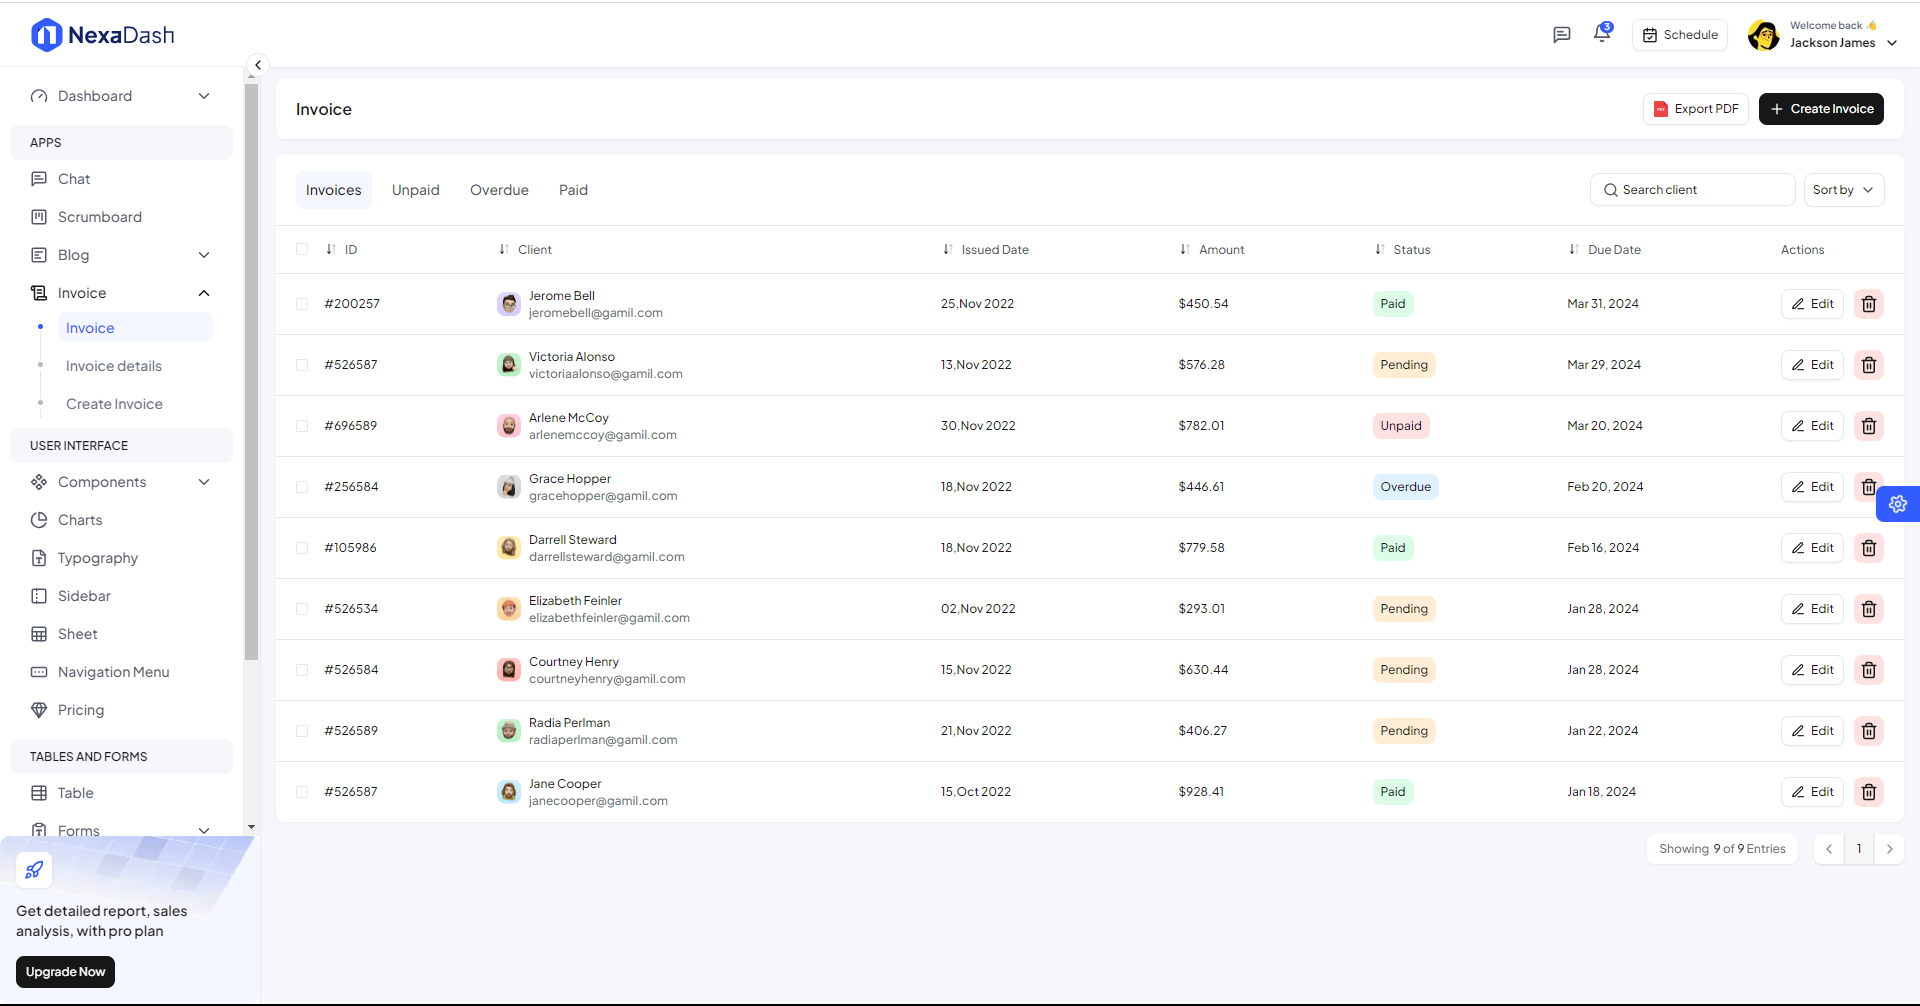 NexaDash
3
Schedule
Welcome back 👋
Jackson James
Dashboard
APPS
Chat
Scrumboard
Blog
Invoice
Invoice
Invoice details
Create Invoice
USER INTERFACE
Components
Charts
Typography
Sidebar
Sheet
Navigation Menu
Pricing
TABLES AND FORMS
Table
Forms
Get detailed report, sales
analysis, with pro plan
Upgrade Now
Invoice
Export PDF
Create Invoice
Invoices Unpaid Overdue Paid
Search client
Sort by
ID Client Issued Date Amount Status Due Date Actions
#200257 Jerome Bell jeromebell@gamil.com 25,Nov 2022 $450.54 Paid Mar 31, 2024 Edit
#526587 Victoria Alonso victoriaalonso@gamil.com 13,Nov 2022 $576.28 Pending Mar 29, 2024 Edit
#696589 Arlene McCoy arlenemccoy@gamil.com 30,Nov 2022 $782.01 Unpaid Mar 20, 2024 Edit
#256584 Grace Hopper gracehopper@gamil.com 18,Nov 2022 $446.61 Overdue Feb 20, 2024 Edit
#105986 Darrell Steward darrellsteward@gamil.com 18,Nov 2022 $779.58 Paid Feb 16, 2024 Edit
#526534 Elizabeth Feinler elizabethfeinler@gamil.com 02,Nov 2022 $293.01 Pending Jan 28, 2024 Edit
#526584 Courtney Henry courtneyhenry@gamil.com 15,Nov 2022 $630.44 Pending Jan 28, 2024 Edit
#526589 Radia Perlman radiaperlman@gamil.com 21,Nov 2022 $406.27 Pending Jan 22, 2024 Edit
#526587 Jane Cooper janecooper@gamil.com 15,Oct 2022 $928.41 Paid Jan 18, 2024 Edit
Showing 9 of 9 Entries
1